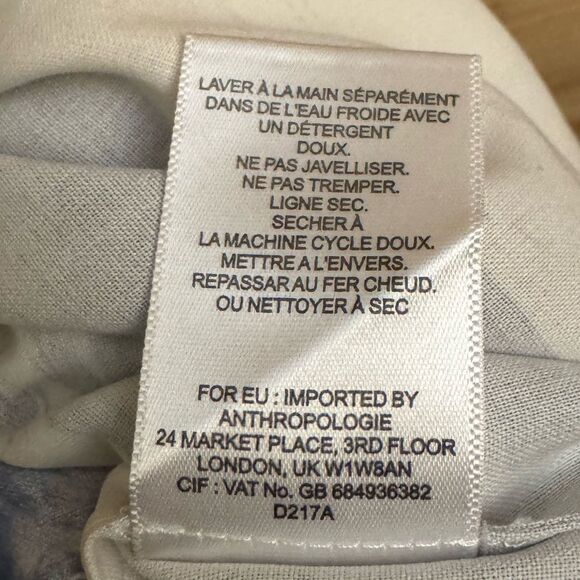 LAVER À LA MAIN SÉPARÉMENT
DANS DE L'EAU FROIDE AVEC
UN DÉTERGENT
DOUX.
NE PAS JAVELLISER.
NE PAS TREMPER.
LIGNE SEC.
SECHER À
LA MACHINE CYCLE DOUX.
METTRE A L'ENVERS.
REPASSAR AU FER CHEUD.
OU NETTOYER À SEC
FOR EU : IMPORTED BY
ANTHROPOLOGIE
24 MARKET PLACE, 3RD FLOOR
LONDON, UK W1W8AN
CIF : VAT No. GB 684936382
D217A